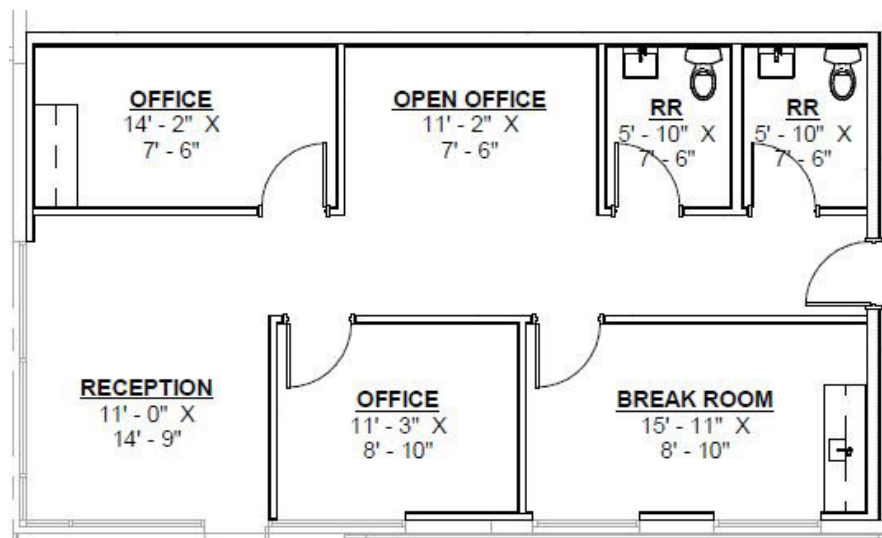 OFFICE
14' - 2" X
7' - 6"
OPEN OFFICE
11' - 2" X
7' - 6"
RR
5' - 10" X
7' - 6"
RR
5' - 10" X
7' - 6"
RECEPTION
11' - 0" X
14' - 9"
OFFICE
11' - 3" X
8' - 10"
BREAK ROOM
15' - 11" X
8' - 10"